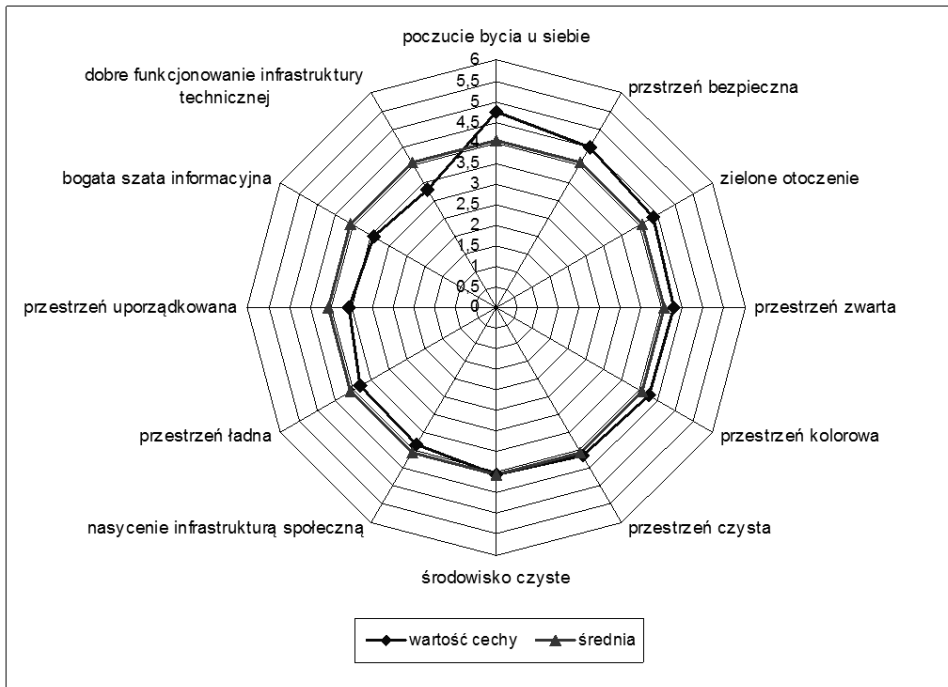 poczucie bycia u siebie
dobre funkcjonowanie infrastruktury
technicznej
przstrzeń bezpieczna
bogata szata informacyjna
zielone otoczenie
przestrzeń uporządkowana
przestrzeń zwarta
przestrzeń ładna
przestrzeń kolorowa
nasycenie infrastrukturą społeczną
przestrzeń czysta
środowisko czyste
6
5,5
5
4,5
4
3,5
3
2,5
2
1,5
1
0,5
0
wartość cechy
średnia